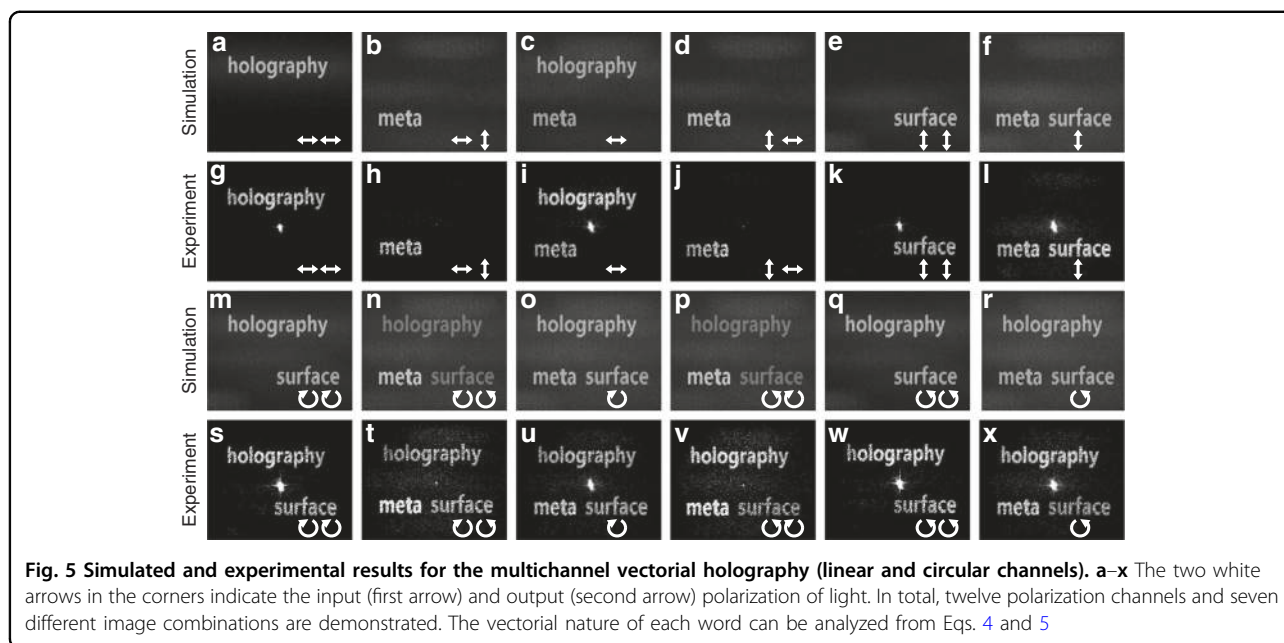 Simulation
a
holography
b
meta
c
holography
meta
d
meta
e
surface
f
meta surface
Experiment
g
holography
h
meta
i
holography
meta
j
meta
k
surface
l
meta surface
Simulation
m
holography
surface
n
holography
meta surface
o
holography
meta surface
p
holography
meta surface
q
holography
surface
r
holography
meta surface
Experiment
s
holography
surface
t
holography
meta surface
u
holography
meta surface
v
holography
meta surface
w
holography
surface
x
holography
meta surface
Fig. 5 Simulated and experimental results for the multichannel vectorial holography (linear and circular channels). a–x The two white
arrows in the corners indicate the input (first arrow) and output (second arrow) polarization of light. In total, twelve polarization channels and seven
different image combinations are demonstrated. The vectorial nature of each word can be analyzed from Eqs. 4 and 5